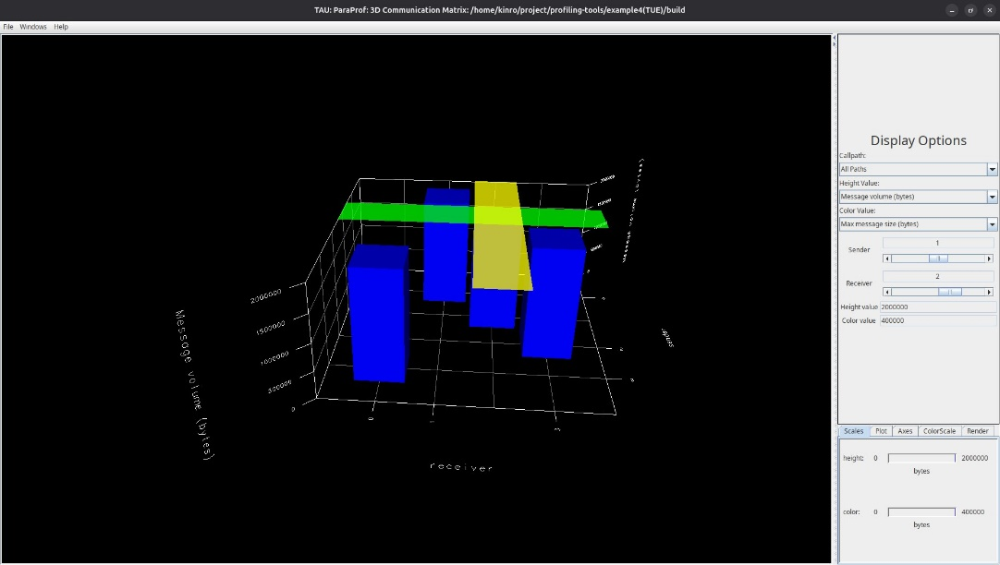 TAU: ParaProf: 3D Communication Matrix: /home/kinro/project/profiling-tools/example4(TUE)/build
File Windows Help
Display Options
Callpath:
All Paths
Height Value:
Message volume (bytes)
Color Value:
Max message size (bytes)
Sender
1
Receiver
2
Height value 2000000
Color value 400000
2000000
1500000
1000000
500000
0
Message volume (bytes)
0
1
3
receiver
Scales Plot Axes ColorScale Render
height: 0 2000000
bytes
color: 0 400000
bytes